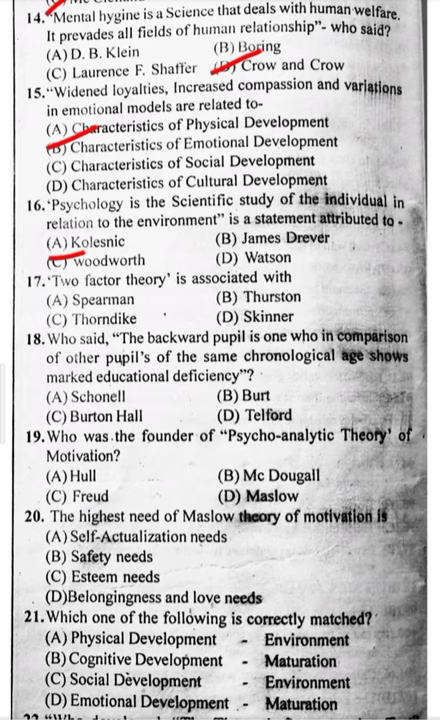 14. "Mental hygine is a Science that deals with human welfare.
It prevades all fields of human relationship"- who said?
(A) D. B. Klein (B) Boring
(C) Laurence F. Shaffer (D) Crow and Crow
15. "Widened loyalties, Increased compassion and variations
in emotional models are related to-
(A) Characteristics of Physical Development
(B) Characteristics of Emotional Development
(C) Characteristics of Social Development
(D) Characteristics of Cultural Development
16. 'Psychology is the Scientific study of the individual in
relation to the environment" is a statement attributed to -
(A) Kolesnic (B) James Drever
(C) woodworth (D) Watson
17. 'Two factor theory' is associated with
(A) Spearman (B) Thurston
(C) Thorndike (D) Skinner
18. Who said, "The backward pupil is one who in comparison
of other pupil's of the same chronological age shows
marked educational deficiency"?
(A) Schonell (B) Burt
(C) Burton Hall (D) Telford
19. Who was the founder of "Psycho-analytic Theory' of
Motivation?
(A) Hull (B) Mc Dougall
(C) Freud (D) Maslow
20. The highest need of Maslow theory of motivation is
(A) Self-Actualization needs
(B) Safety needs
(C) Esteem needs
(D)Belongingness and love needs
21. Which one of the following is correctly matched?
(A) Physical Development - Environment
(B) Cognitive Development - Maturation
(C) Social Development - Environment
(D) Emotional Development - Maturation